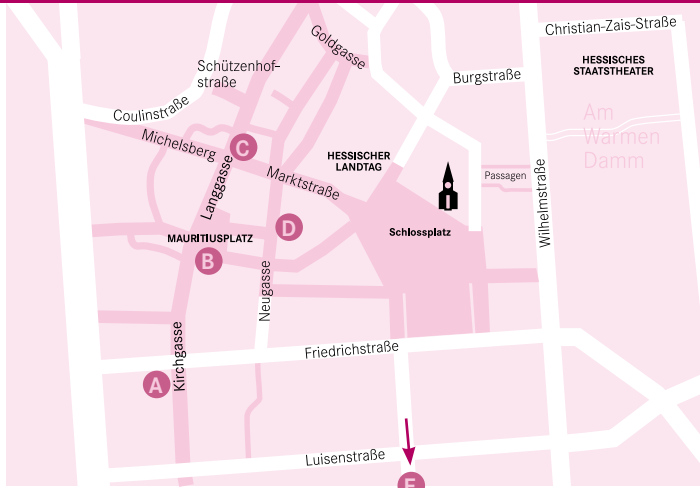 Christian-Zais-Straße
Goldgasse
HESSISCHES
STAATSTHEATER
Schützenhof-
straße
Burgstraße
Coulinstraße
Am
Warmen
Damm
Michelsberg
C
HESSISCHER
LANDTAG
Langgasse
Marktstraße
Passagen
Wilhelmstraße
D
Schlossplatz
MAURITIUSPLATZ
B
Neugasse
Friedrichstraße
Kirchgasse
A
Luisenstraße
E